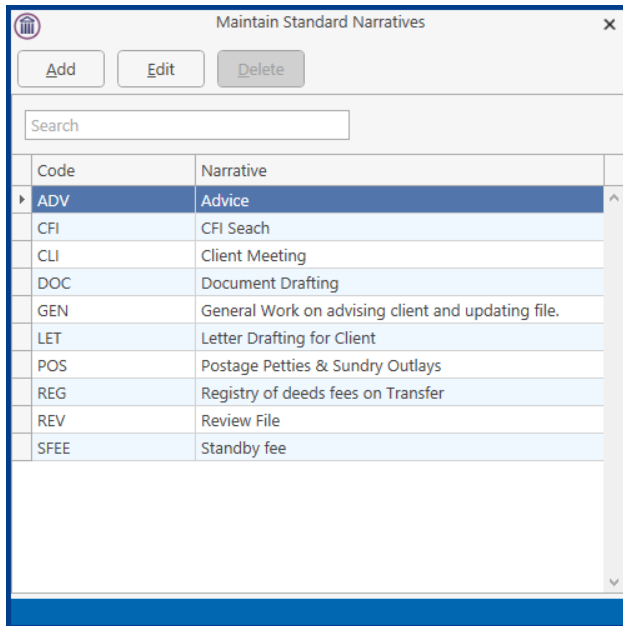 Maintain Standard Narratives
Add Edit Delete
Search
Code Narrative
ADV Advice
CFI CFI Seach
CLI Client Meeting
DOC Document Drafting
GEN General Work on advising client and updating file.
LET Letter Drafting for Client
POS Postage Petties & Sundry Outlays
REG Registry of deeds fees on Transfer
REV Review File
SFEE Standby fee